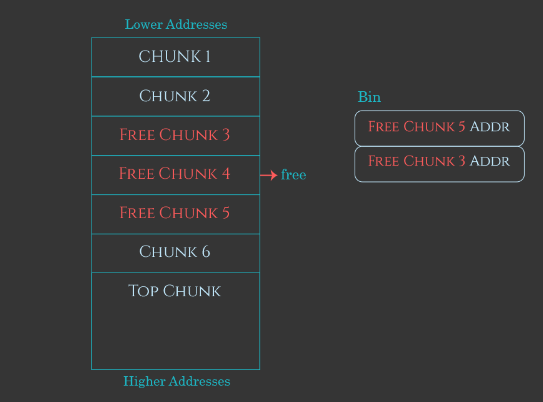 Lower Addresses
Chunk 1
Chunk 2
Free Chunk 3
Free Chunk 4
free
Free Chunk 5
Chunk 6
Top Chunk
Higher Addresses
Bin
Free Chunk 5 Addr
Free Chunk 3 Addr